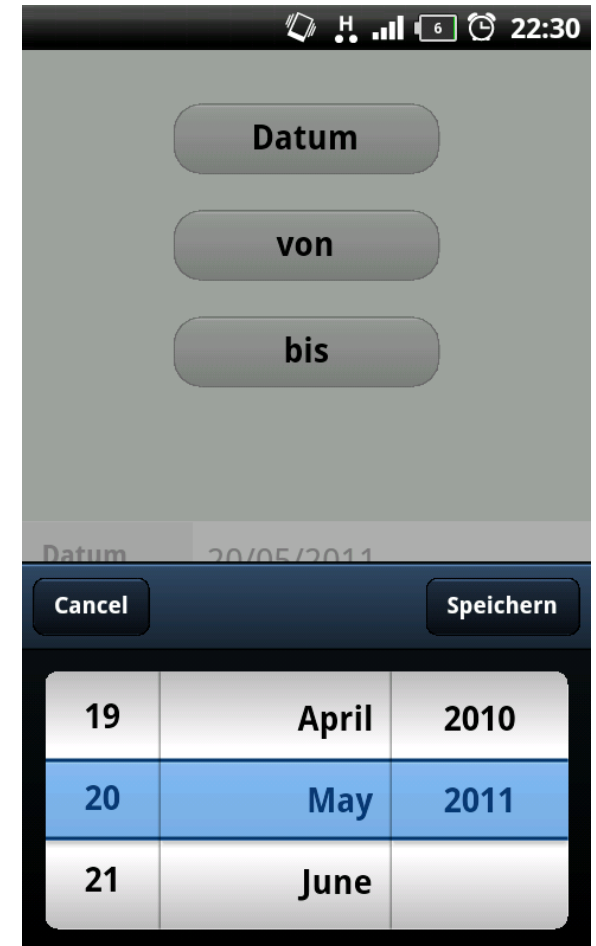 H 6 22:30
Datum
von
bis
Datum 20/05/2011
Cancel Speichern
19 April 2010
20 May 2011
21 June